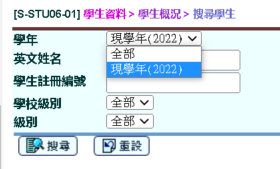 [S-STU06-01] 學生資料 > 學生概況 > 搜尋學生
學年 現學年(2022)
全部
現學年(2022)
英文姓名
學生註冊編號
學校級別 全部
級別 全部
搜尋 重設